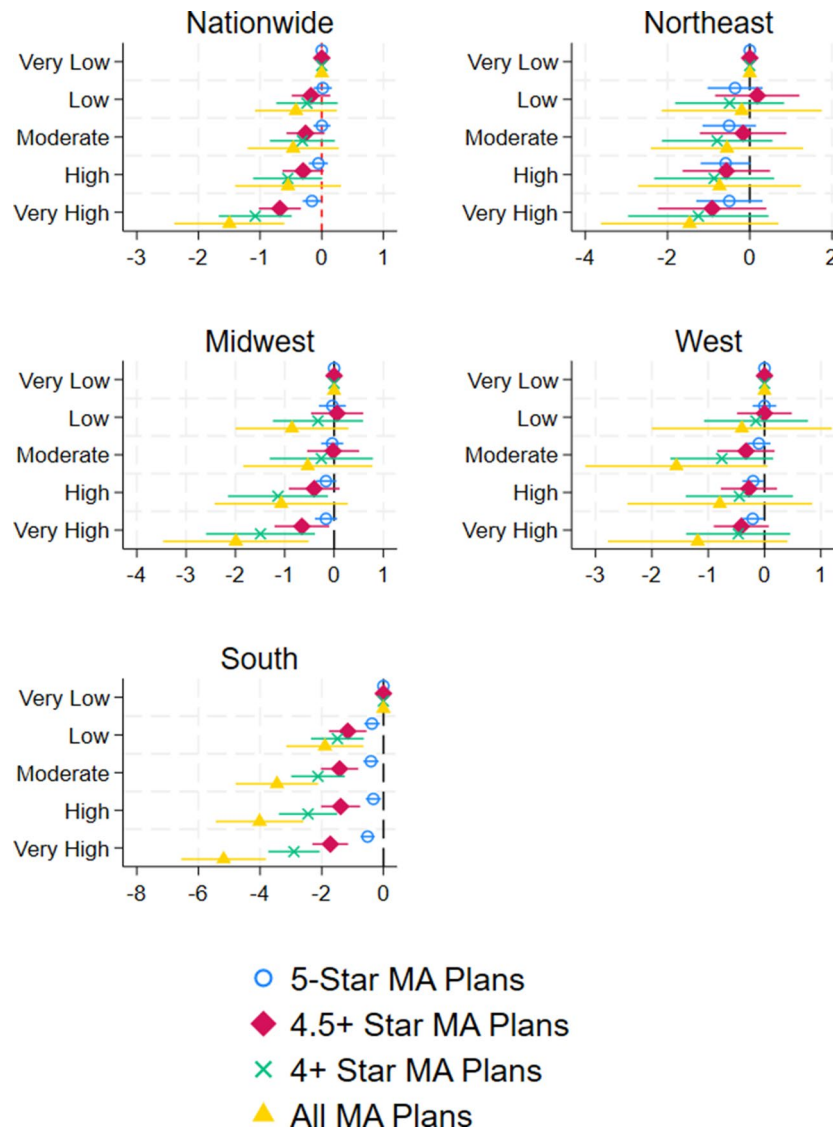 Nationwide
Very Low
Low
Moderate
High
Very High
-3 -2 -1 0 1
Northeast
Very Low
Low
Moderate
High
Very High
-4 -2 0 2
Midwest
Very Low
Low
Moderate
High
Very High
-4 -3 -2 -1 0 1
West
Very Low
Low
Moderate
High
Very High
-3 -2 -1 0 1
South
Very Low
Low
Moderate
High
Very High
-8 -6 -4 -2 0
5-Star MA Plans
4.5+ Star MA Plans
4+ Star MA Plans
All MA Plans